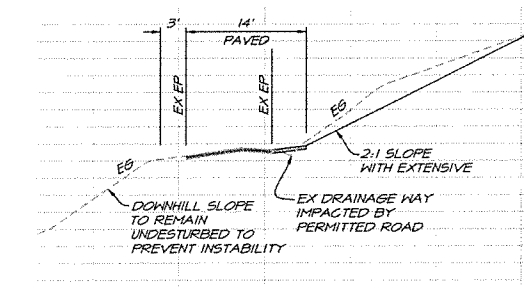 3'
14'
PAVED
EX EP
EX EP
EG
EG
2:1 SLOPE
WITH EXTENSIVE
DOWNHILL SLOPE
TO REMAIN
UNDISTURBED TO
PREVENT INSTABILITY
EX DRAINAGE WAY
IMPACTED BY
PERMITTED ROAD